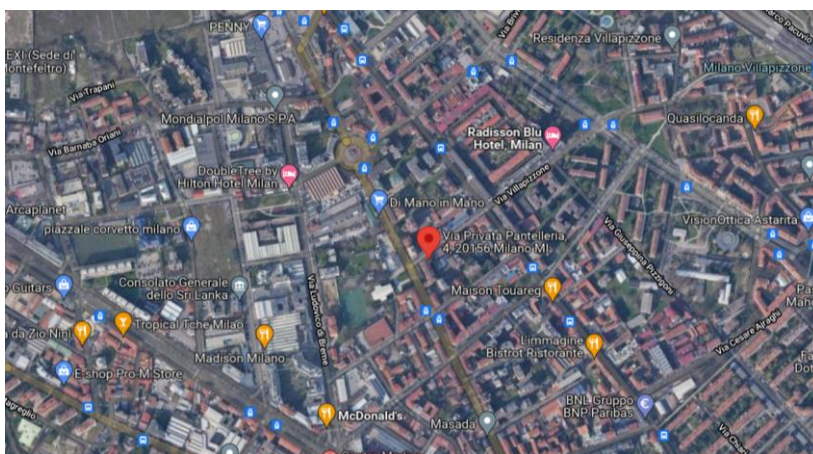 PENNY
Residenza Villapizzone
EXI (Sede di
Montefeltro)
Milano Villapizzone
Via Trapani
Mondialpol Milano S.P.A
Quasilocanda
Via Barnaba Oriani
Radisson Blu
Hotel, Milan
DoubleTree by
Hilton Hotel Milan
Via Villapizzone
Arcaplanet
Di Mano in Mano
piazzale corvetto milano
VisionOttica Astarita
Via Privata Pantelleria,
4, 20156 Milano MI
Via Giuseppina Pizzigoni
Consolato Generale
dello Sri Lanka
Guitars
Maison Touareg
Via Ludovico di Breme
Tropical Tche Milao
da Zio Nini
Madison Milano
L'immagine
Bistrot Ristorante
Via Cesare Ajraghi
E shop Pro-M Store
BNL Gruppo
BNP Paribas
McDonald's
Masada